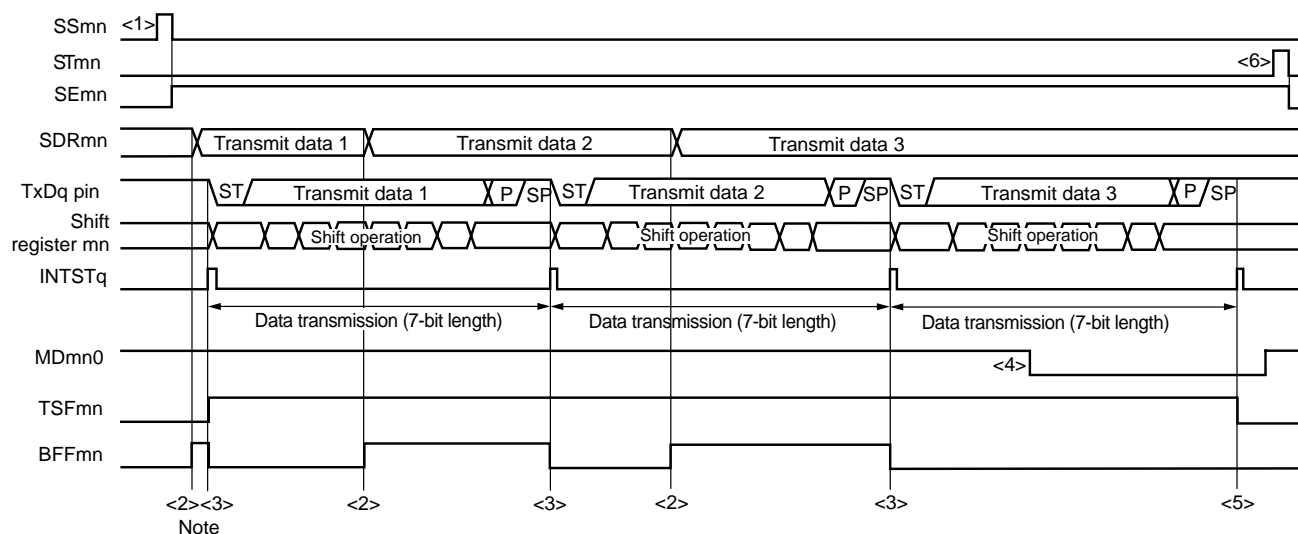 SSmn <1>
STmn <6>
SEmn
SDRmn Transmit data 1 Transmit data 2 Transmit data 3
TxDq pin ST Transmit data 1 P SP ST Transmit data 2 P SP ST Transmit data 3 P SP
Shift
register mn Shift operation Shift operation Shift operation
INTSTq
Data transmission (7-bit length) Data transmission (7-bit length) Data transmission (7-bit length)
MDmn0 <4>
TSFmn
BFFmn
<2><3> <2> <3> <2> <3> <5>
Note